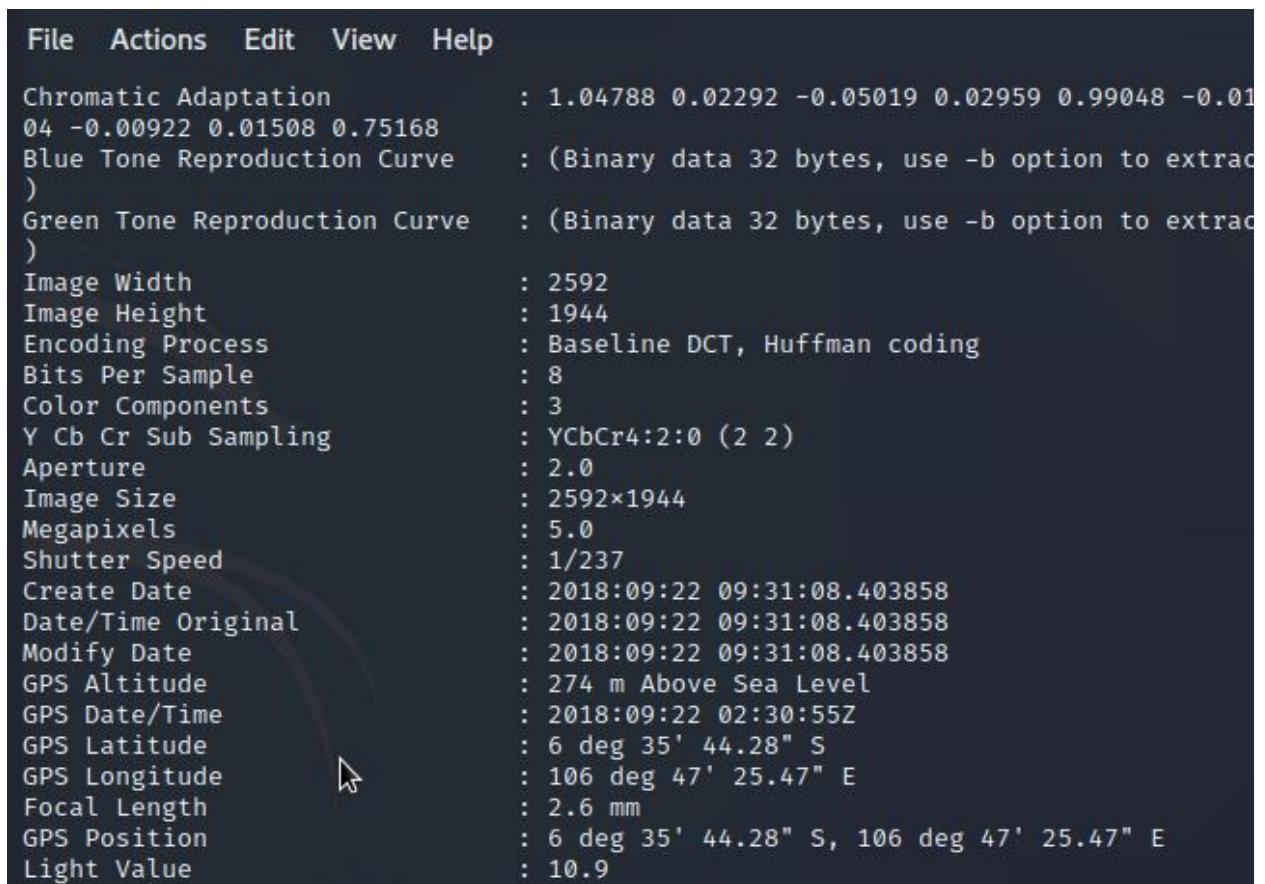 File Actions Edit View Help
Chromatic Adaptation : 1.04788 0.02292 -0.05019 0.02959 0.99048 -0.01
04 -0.00922 0.01508 0.75168
Blue Tone Reproduction Curve : (Binary data 32 bytes, use -b option to extrac
)
Green Tone Reproduction Curve : (Binary data 32 bytes, use -b option to extrac
)
Image Width : 2592
Image Height : 1944
Encoding Process : Baseline DCT, Huffman coding
Bits Per Sample : 8
Color Components : 3
Y Cb Cr Sub Sampling : YCbCr4:2:0 (2 2)
Aperture : 2.0
Image Size : 2592×1944
Megapixels : 5.0
Shutter Speed : 1/237
Create Date : 2018:09:22 09:31:08.403858
Date/Time Original : 2018:09:22 09:31:08.403858
Modify Date : 2018:09:22 09:31:08.403858
GPS Altitude : 274 m Above Sea Level
GPS Date/Time : 2018:09:22 02:30:55Z
GPS Latitude : 6 deg 35' 44.28" S
GPS Longitude : 106 deg 47' 25.47" E
Focal Length : 2.6 mm
GPS Position : 6 deg 35' 44.28" S, 106 deg 47' 25.47" E
Light Value : 10.9